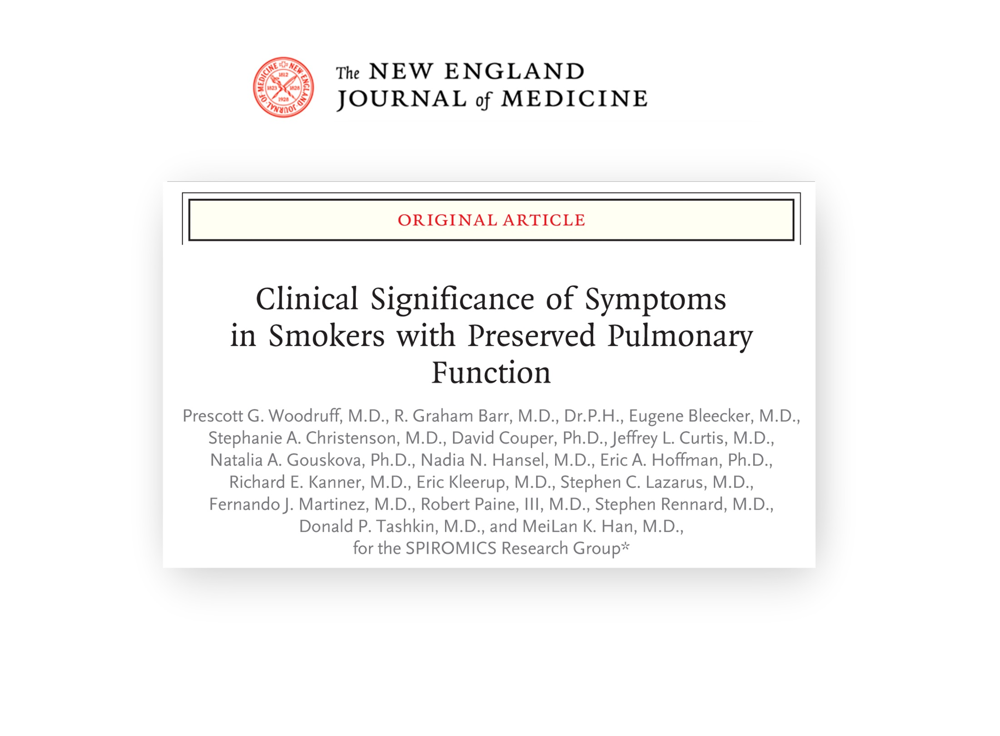 NEW ENGLAND JOURNAL OF MEDICINE
1812
1823 1828
1928
The NEW ENGLAND
JOURNAL of MEDICINE
ORIGINAL ARTICLE
Clinical Significance of Symptoms
in Smokers with Preserved Pulmonary
Function
Prescott G. Woodruff, M.D., R. Graham Barr, M.D., Dr.P.H., Eugene Bleecker, M.D.,
Stephanie A. Christenson, M.D., David Couper, Ph.D., Jeffrey L. Curtis, M.D.,
Natalia A. Gouskova, Ph.D., Nadia N. Hansel, M.D., Eric A. Hoffman, Ph.D.,
Richard E. Kanner, M.D., Eric Kleerup, M.D., Stephen C. Lazarus, M.D.,
Fernando J. Martinez, M.D., Robert Paine, III, M.D., Stephen Rennard, M.D.,
Donald P. Tashkin, M.D., and MeiLan K. Han, M.D.,
for the SPIROMICS Research Group*